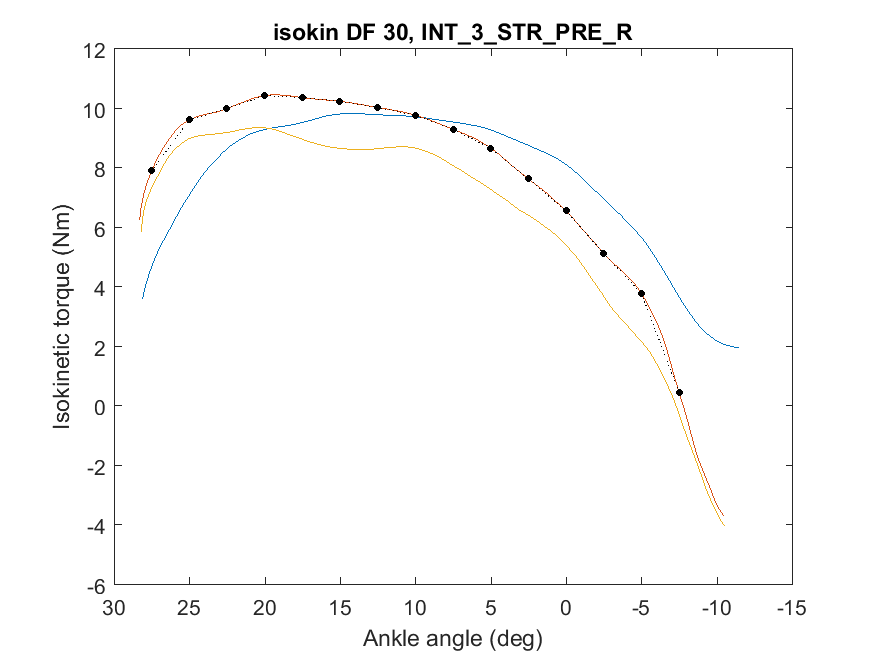 isokin DF 30, INT_3_STR_PRE_R
12
10
8
6
4
2
0
-2
-4
-6
Isokinetic torque (Nm)
30 25 20 15 10 5 0 -5 -10 -15
Ankle angle (deg)